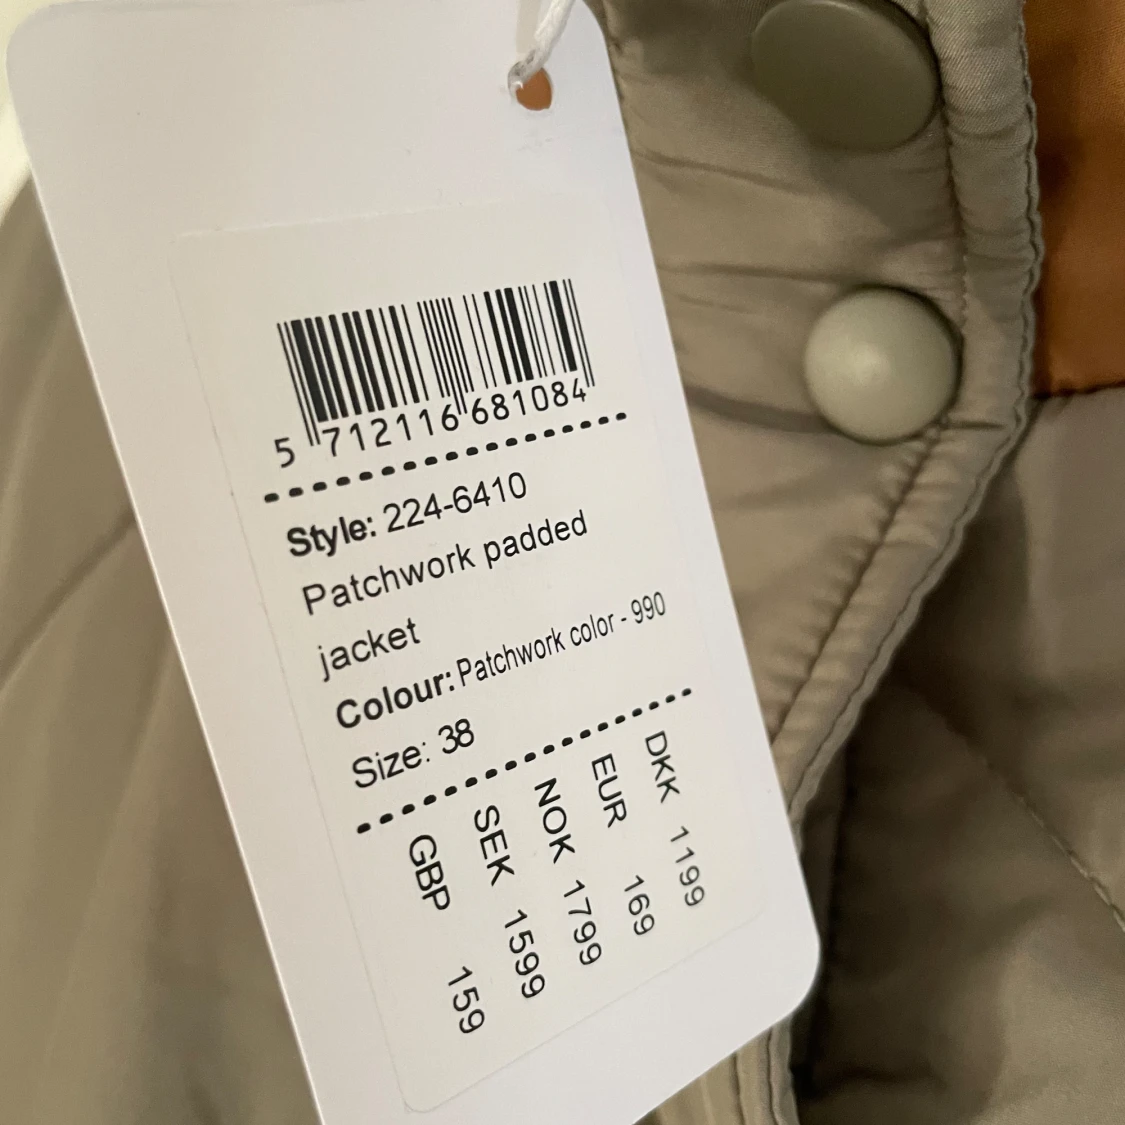 5 712116 681084
Style: 224-6410
Patchwork padded
jacket
Colour: Patchwork color - 990
Size: 38
DKK 1199
EUR 169
NOK 1799
SEK 1599
GBP 159